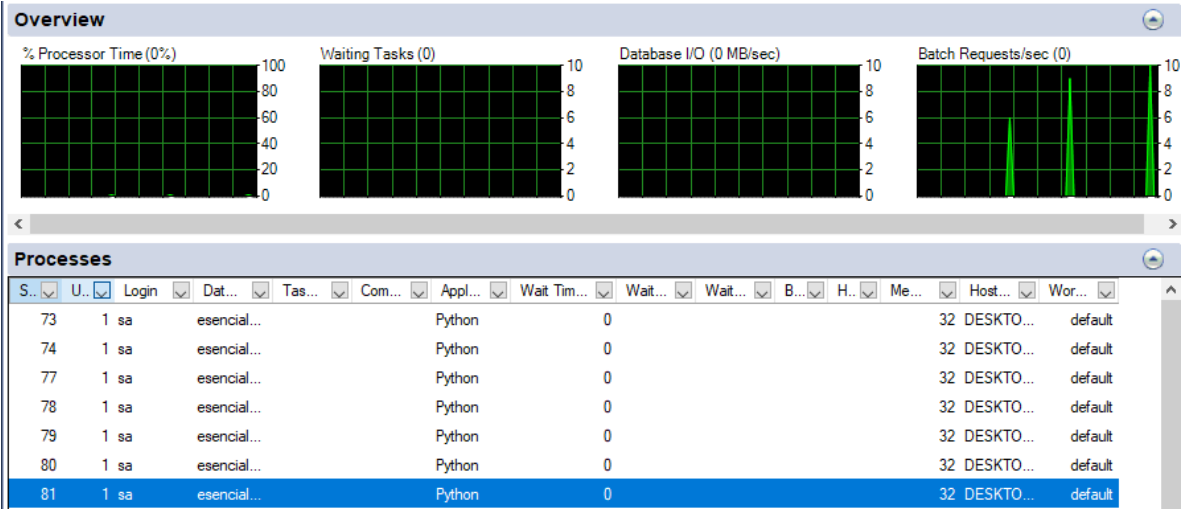 Overview
% Processor Time (0%) Waiting Tasks (0) Database I/O (0 MB/sec) Batch Requests/sec (0)
100 10 10 10
80 8 8 8
60 6 6 6
40 4 4 4
20 2 2 2
0 0 0 0
Processes
S.. U.. Login Dat... Tas... Com... Appl... Wait Tim... Wait... Wait... B... H.. Me... Host... Wor...
73 1 sa esencial... Python 0 32 DESKTO... default
74 1 sa esencial... Python 0 32 DESKTO... default
77 1 sa esencial... Python 0 32 DESKTO... default
78 1 sa esencial... Python 0 32 DESKTO... default
79 1 sa esencial... Python 0 32 DESKTO... default
80 1 sa esencial... Python 0 32 DESKTO... default
81 1 sa esencial... Python 0 32 DESKTO... default